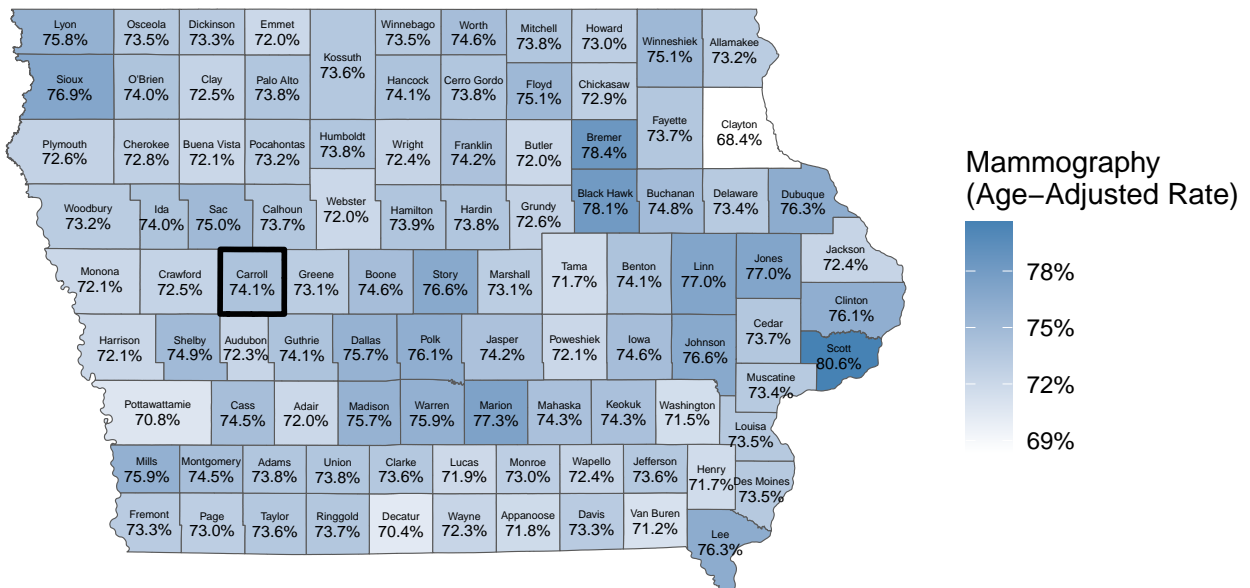 Lyon
75.8%
Osceola
73.5%
Dickinson
73.3%
Emmet
72.0%
Kossuth
73.6%
Winnebago
73.5%
Worth
74.6%
Mitchell
73.8%
Howard
73.0%
Winneshiek
75.1%
Allamakee
73.2%
Sioux
76.9%
O'Brien
74.0%
Clay
72.5%
Palo Alto
73.8%
Hancock
74.1%
Cerro Gordo
73.8%
Floyd
75.1%
Chickasaw
72.9%
Fayette
73.7%
Clayton
68.4%
Plymouth
72.6%
Cherokee
72.8%
Buena Vista
72.1%
Pocahontas
73.2%
Humboldt
73.8%
Wright
72.4%
Franklin
74.2%
Butler
72.0%
Bremer
78.4%
Woodbury
73.2%
Ida
74.0%
Sac
75.0%
Calhoun
73.7%
Webster
72.0%
Hamilton
73.9%
Hardin
73.8%
Grundy
72.6%
Black Hawk
78.1%
Buchanan
74.8%
Delaware
73.4%
Dubuque
76.3%
Monona
72.1%
Crawford
72.5%
Carroll
74.1%
Greene
73.1%
Boone
74.6%
Story
76.6%
Marshall
73.1%
Tama
71.7%
Benton
74.1%
Linn
77.0%
Jones
77.0%
Jackson
72.4%
Clinton
76.1%
Harrison
72.1%
Shelby
74.9%
Audubon
72.3%
Guthrie
74.1%
Dallas
75.7%
Polk
76.1%
Jasper
74.2%
Poweshiek
72.1%
Iowa
74.6%
Johnson
76.6%
Cedar
73.7%
Scott
80.6%
Muscatine
73.4%
Pottawattamie
70.8%
Cass
74.5%
Adair
72.0%
Madison
75.7%
Warren
75.9%
Marion
77.3%
Mahaska
74.3%
Keokuk
74.3%
Washington
71.5%
Louisa
73.5%
Mills
75.9%
Montgomery
74.5%
Adams
73.8%
Union
73.8%
Clarke
73.6%
Lucas
71.9%
Monroe
73.0%
Wapello
72.4%
Jefferson
73.6%
Henry
71.7%
Des Moines
73.5%
Fremont
73.3%
Page
73.0%
Taylor
73.6%
Ringgold
73.7%
Decatur
70.4%
Wayne
72.3%
Appanoose
71.8%
Davis
73.3%
Van Buren
71.2%
Lee
76.3%
Mammography
(Age−Adjusted Rate)
78%
75%
72%
69%